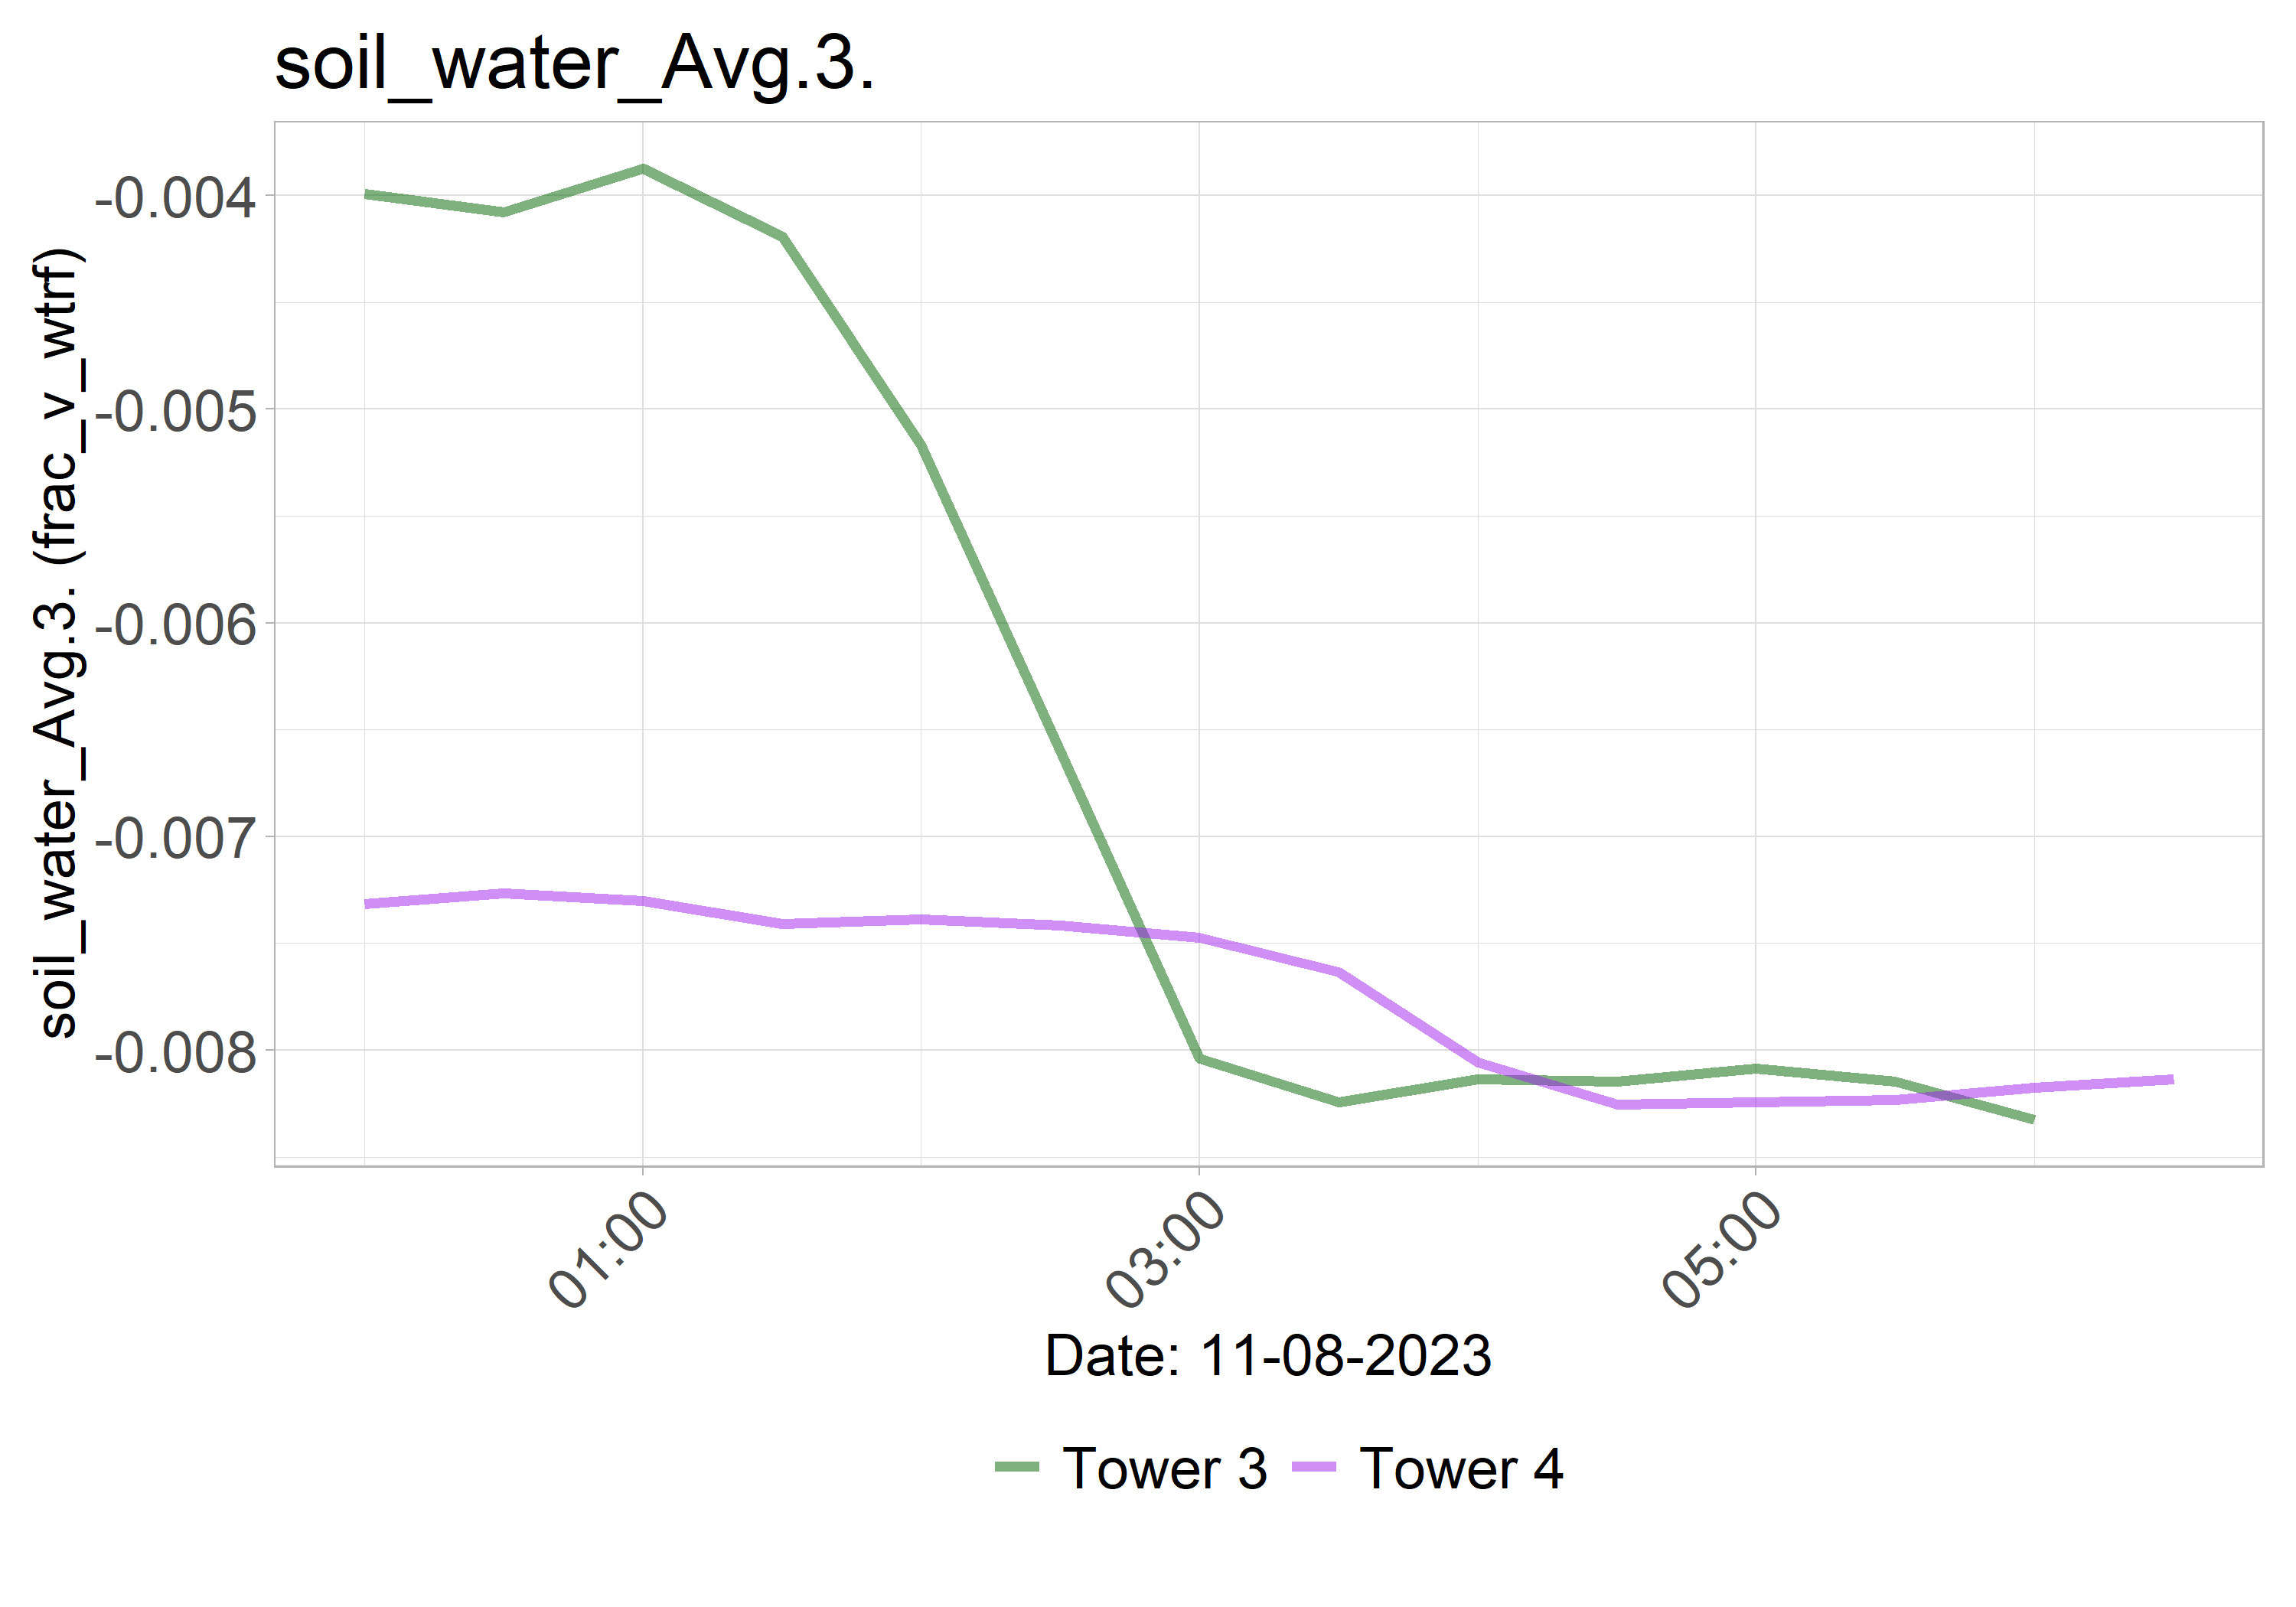 soil_water_Avg.3.
soil_water_Avg.3. (frac_v_wtrf)
-0.004
-0.005
-0.006
-0.007
-0.008
01:00
03:00
05:00
Date: 11-08-2023
Tower 3
Tower 4